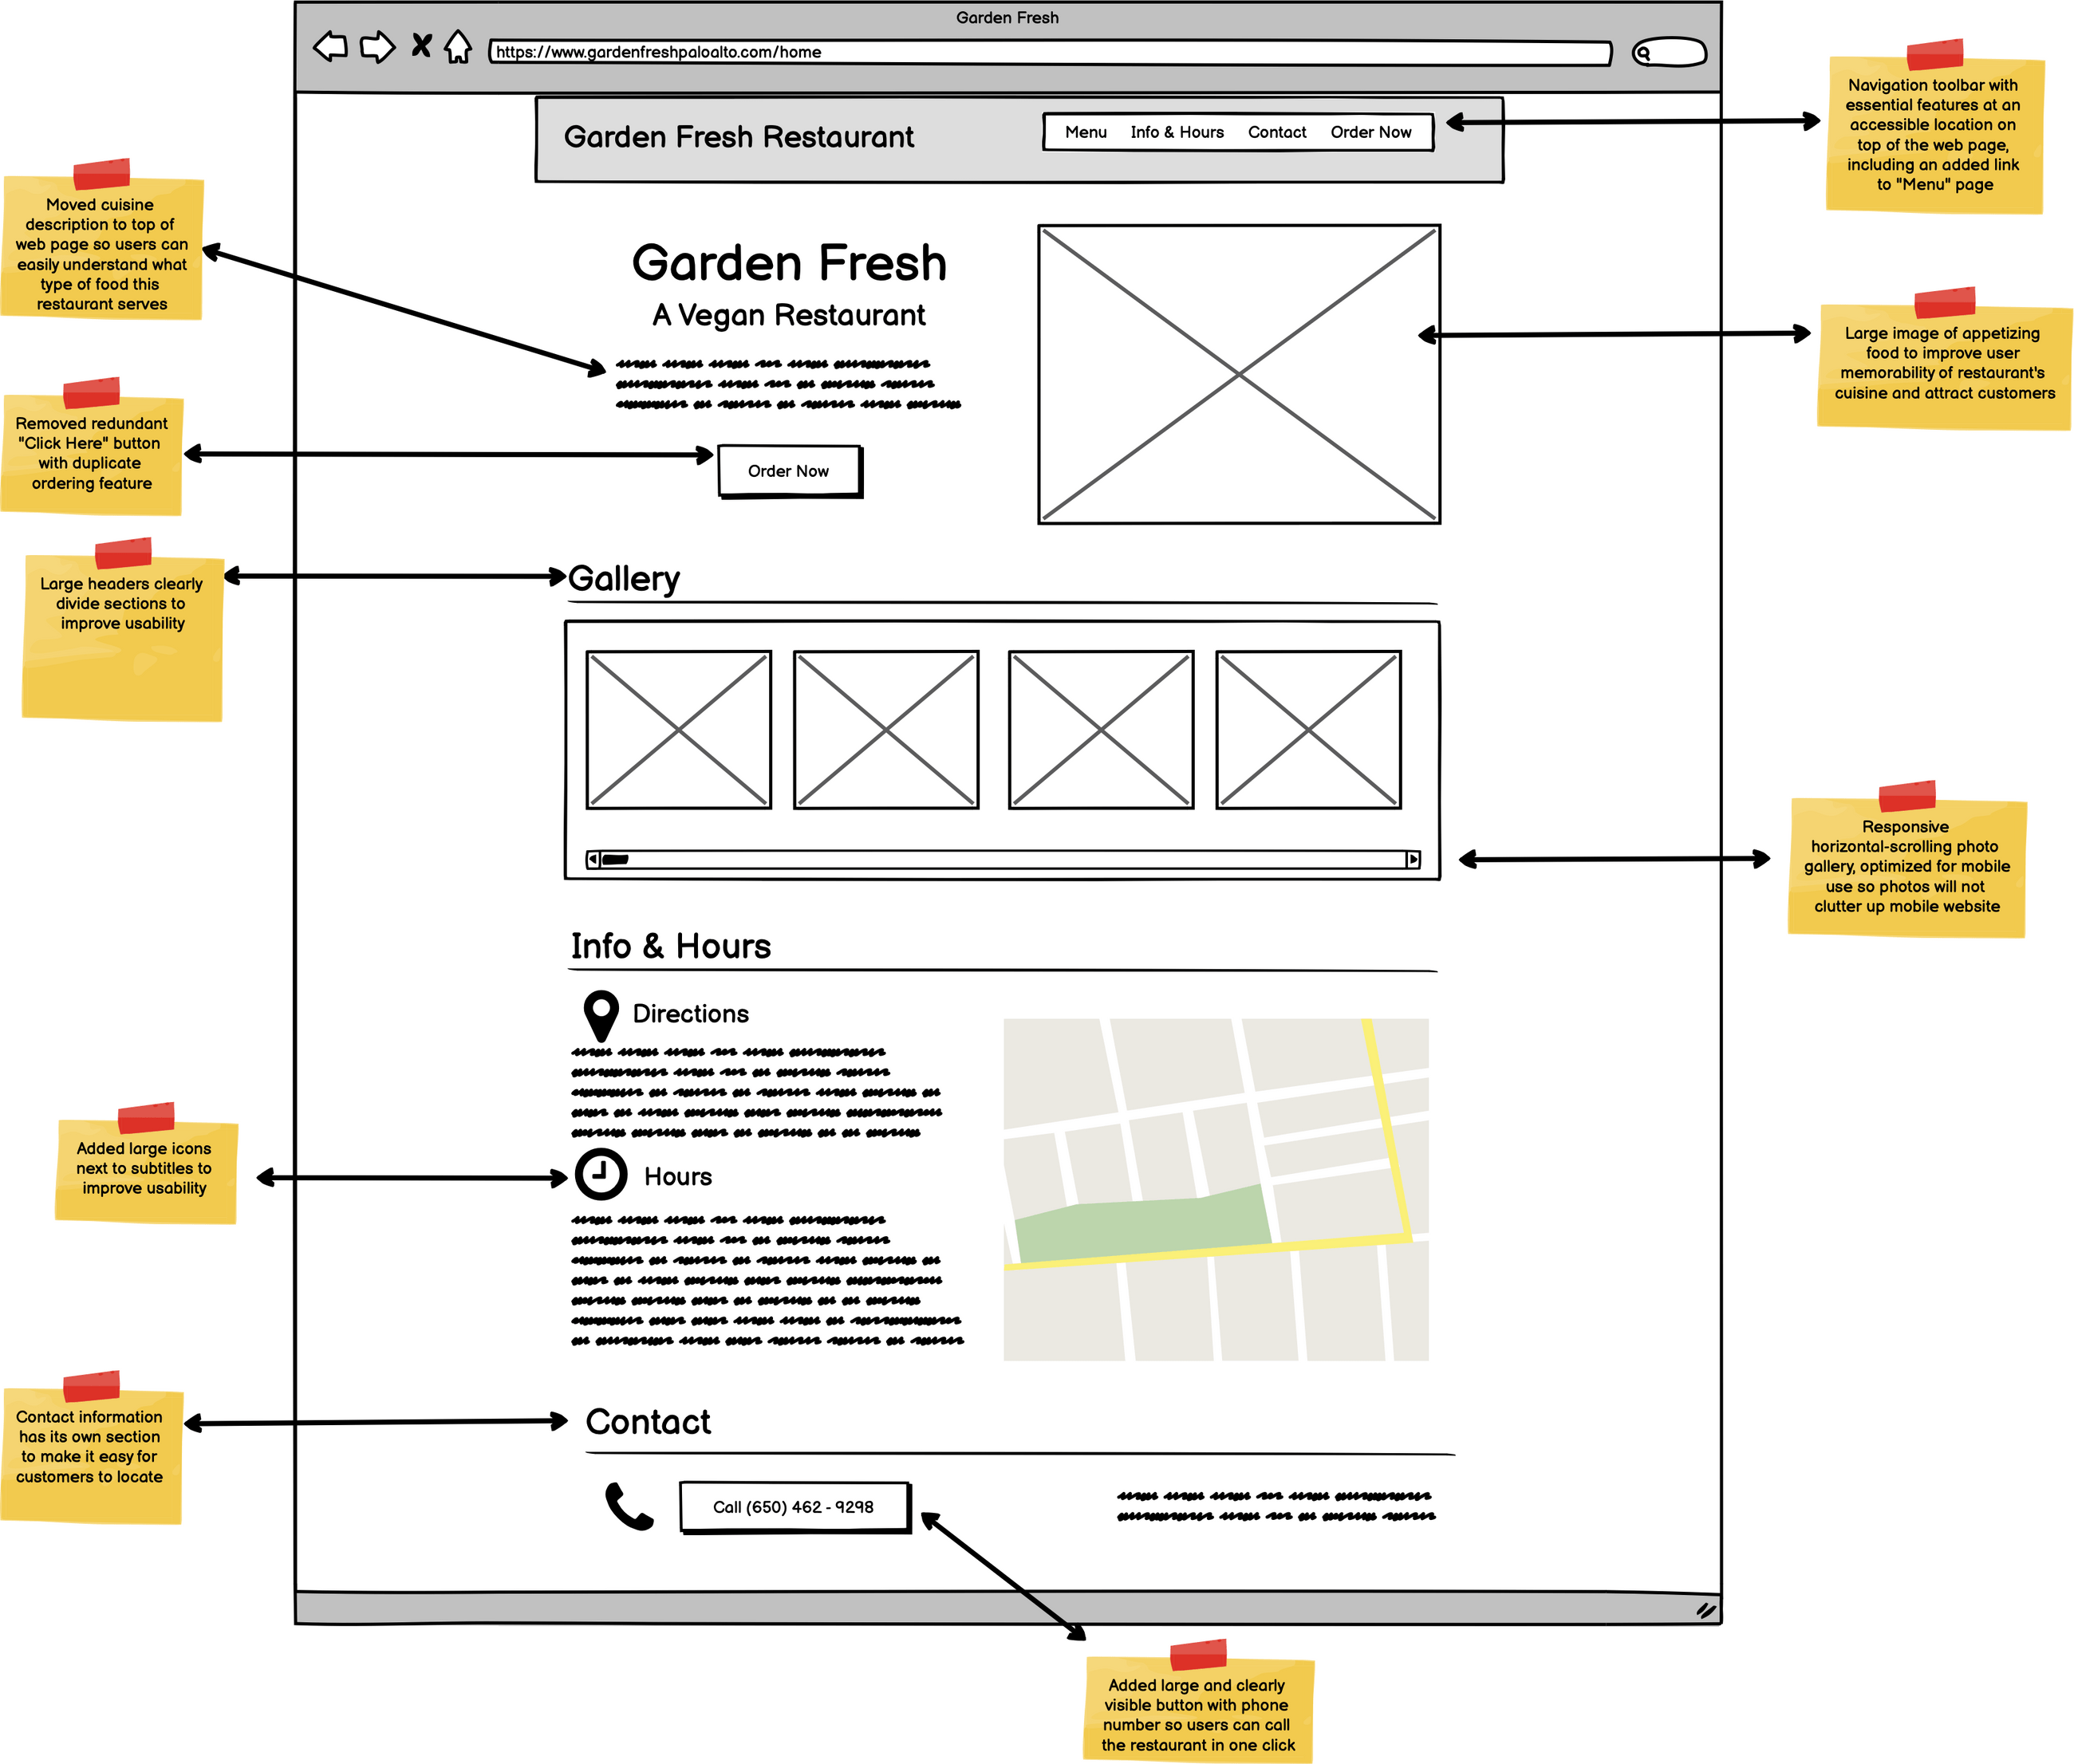 Garden Fresh
https://www.gardenfreshpaloalto.com/home
Garden Fresh Restaurant
Menu Info & Hours Contact Order Now
Navigation toolbar with
essential features at an
accessible location on
top of the web page,
including an added link
to "Menu" page
Moved cuisine
description to top of
web page so users can
easily understand what
type of food this
restaurant serves
Garden Fresh
A Vegan Restaurant
Large image of appetizing
food to improve user
memorability of restaurant's
cuisine and attract customers
Removed redundant
"Click Here" button
with duplicate
ordering feature
Order Now
Large headers clearly
divide sections to
improve usability
Gallery
Responsive
horizontal-scrolling photo
gallery, optimized for mobile
use so photos will not
clutter up mobile website
Info & Hours
Directions
Added large icons
next to subtitles to
improve usability
Hours
Contact information
has its own section
to make it easy for
customers to locate
Contact
Call (650) 462 - 9298
Added large and clearly
visible button with phone
number so users can call
the restaurant in one click